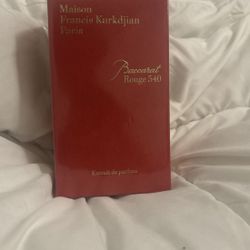 Maison
Francis Kurkdjian
Paris
Baccarat
Rouge 540
Extrait de parfum